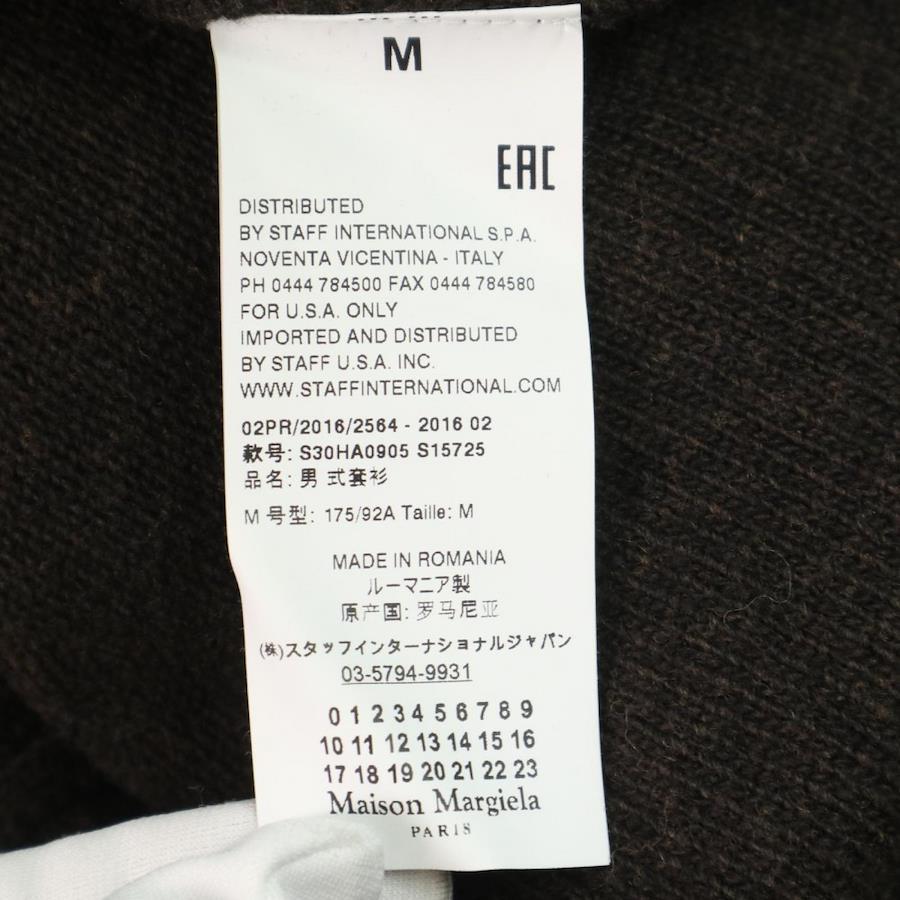 M
EAC
DISTRIBUTED
BY STAFF INTERNATIONAL S.P.A.
NOVENTA VICENTINA - ITALY
PH 0444 784500 FAX 0444 784580
FOR U.S.A. ONLY
IMPORTED AND DISTRIBUTED
BY STAFF U.S.A. INC.
WWW.STAFFINTERNATIONAL.COM
02PR/2016/2564 - 2016 02
款号: S30HA0905 S15725
品名: 男 式套衫
M 号型: 175/92A Taille: M
MADE IN ROMANIA
ルーマニア製
原产国: 罗马尼亚
(株)スタッフインターナショナルジャパン
03-5794-9931
0 1 2 3 4 5 6 7 8 9
10 11 12 13 14 15 16
17 18 19 20 21 22 23
Maison Margiela
PARIS